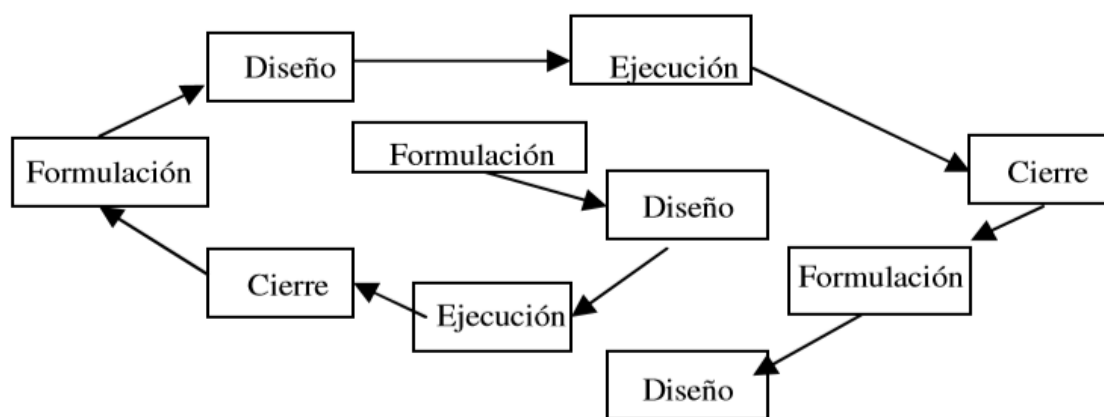 Diseño
Ejecución
Formulación
Formulación
Cierre
Diseño
Cierre
Formulación
Ejecución
Diseño